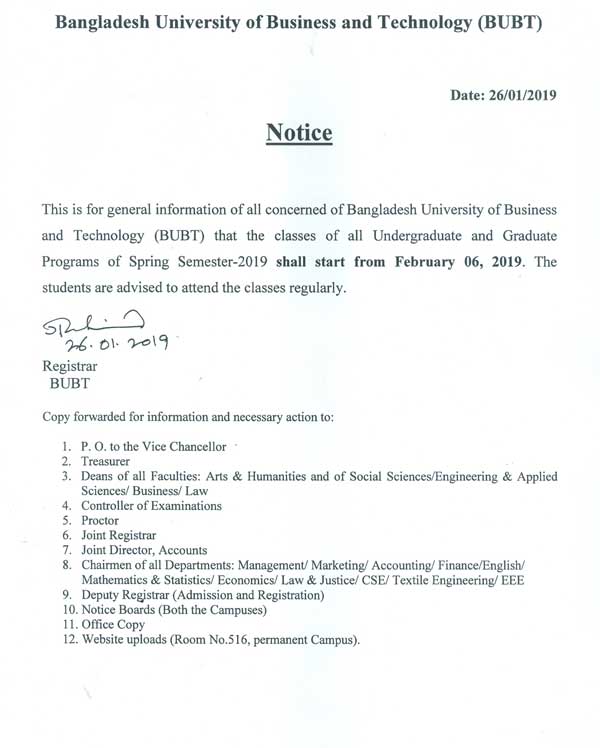 Bangladesh University of Business and Technology (BUBT)
Date: 26/01/2019
Notice
This is for general information of all concerned of Bangladesh University of Business
and Technology (BUBT) that the classes of all Undergraduate and Graduate
Programs of Spring Semester-2019 shall start from February 06, 2019. The
students are advised to attend the classes regularly.
26.01.2019
Registrar
BUBT
Copy forwarded for information and necessary action to:
1. P. O. to the Vice Chancellor
2. Treasurer
3. Deans of all Faculties: Arts & Humanities and of Social Sciences/Engineering & Applied
Sciences/ Business/ Law
4. Controller of Examinations
5. Proctor
6. Joint Registrar
7. Joint Director, Accounts
8. Chairmen of all Departments: Management/ Marketing/ Accounting/ Finance/English/
Mathematics & Statistics/ Economics/ Law & Justice/ CSE/ Textile Engineering/ EEE
9. Deputy Registrar (Admission and Registration)
10. Notice Boards (Both the Campuses)
11. Office Copy
12. Website uploads (Room No.516, permanent Campus).